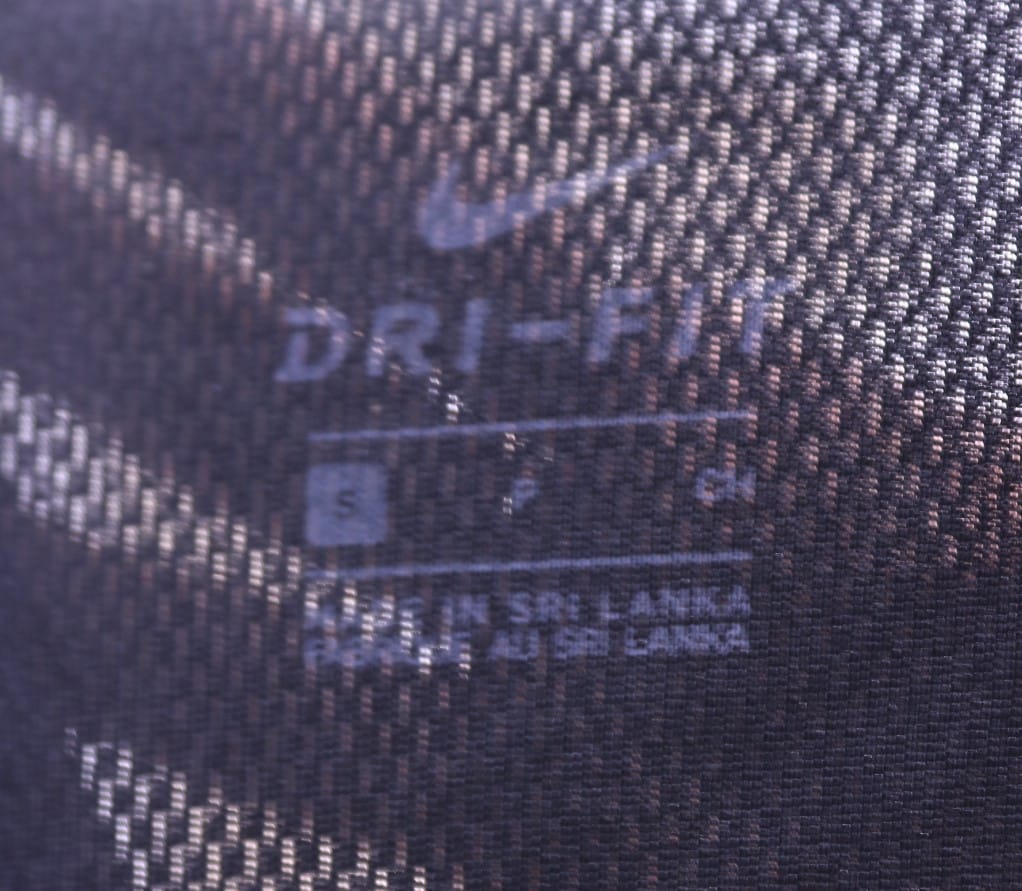 DRI-FIT
S P CH
MADE IN SRI LANKA
FABRIQUÉ AU SRI LANKA